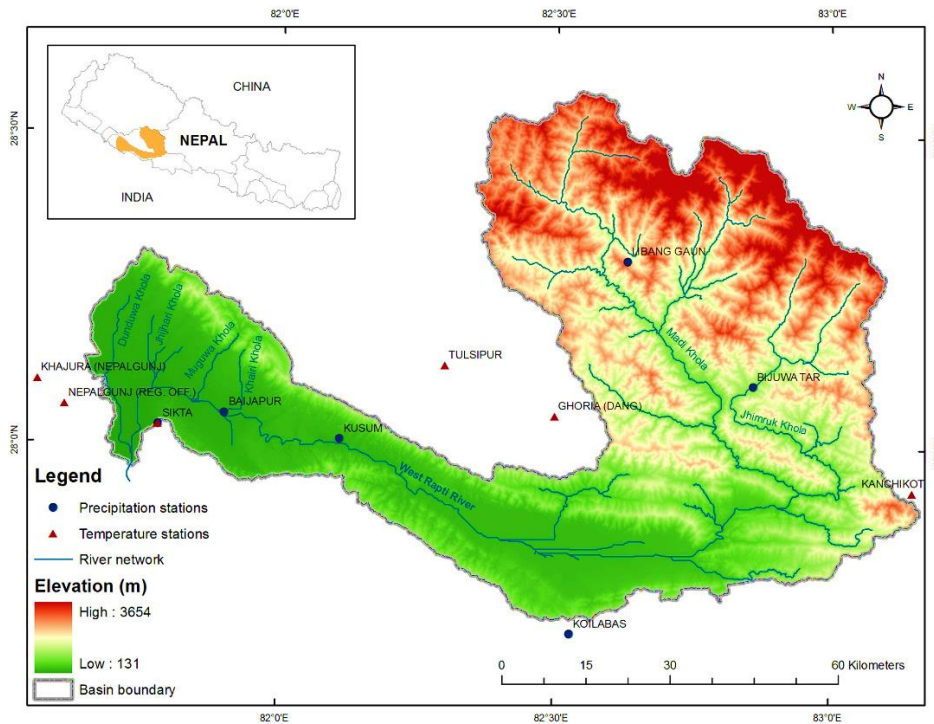 82°0'E
82°30'E
83°0'E
CHINA
NEPAL
INDIA
N
W
E
S
28°30'N
LIBANG GAUN
Dunduwa Khola
Jhijhari Khola
Muguwa Khola
Khairi Khola
Madi Khola
TULSIPUR
KHAJURA (NEPALGUNJ)
BIJUWA TAR
NEPALGUNJ (REG. OFF)
GHORIA (DANG)
BAIJAPUR
SIKTA
Jhimruk Khola
KUSUM
28°0'N
West Rapti River
KANCHIKOT
Legend
Precipitation stations
Temperature stations
River network
Elevation (m)
High : 3654
Low : 131
Basin boundary
KOILABAS
0 15 30 60 Kilometers
82°0'E
82°30'E
83°0'E